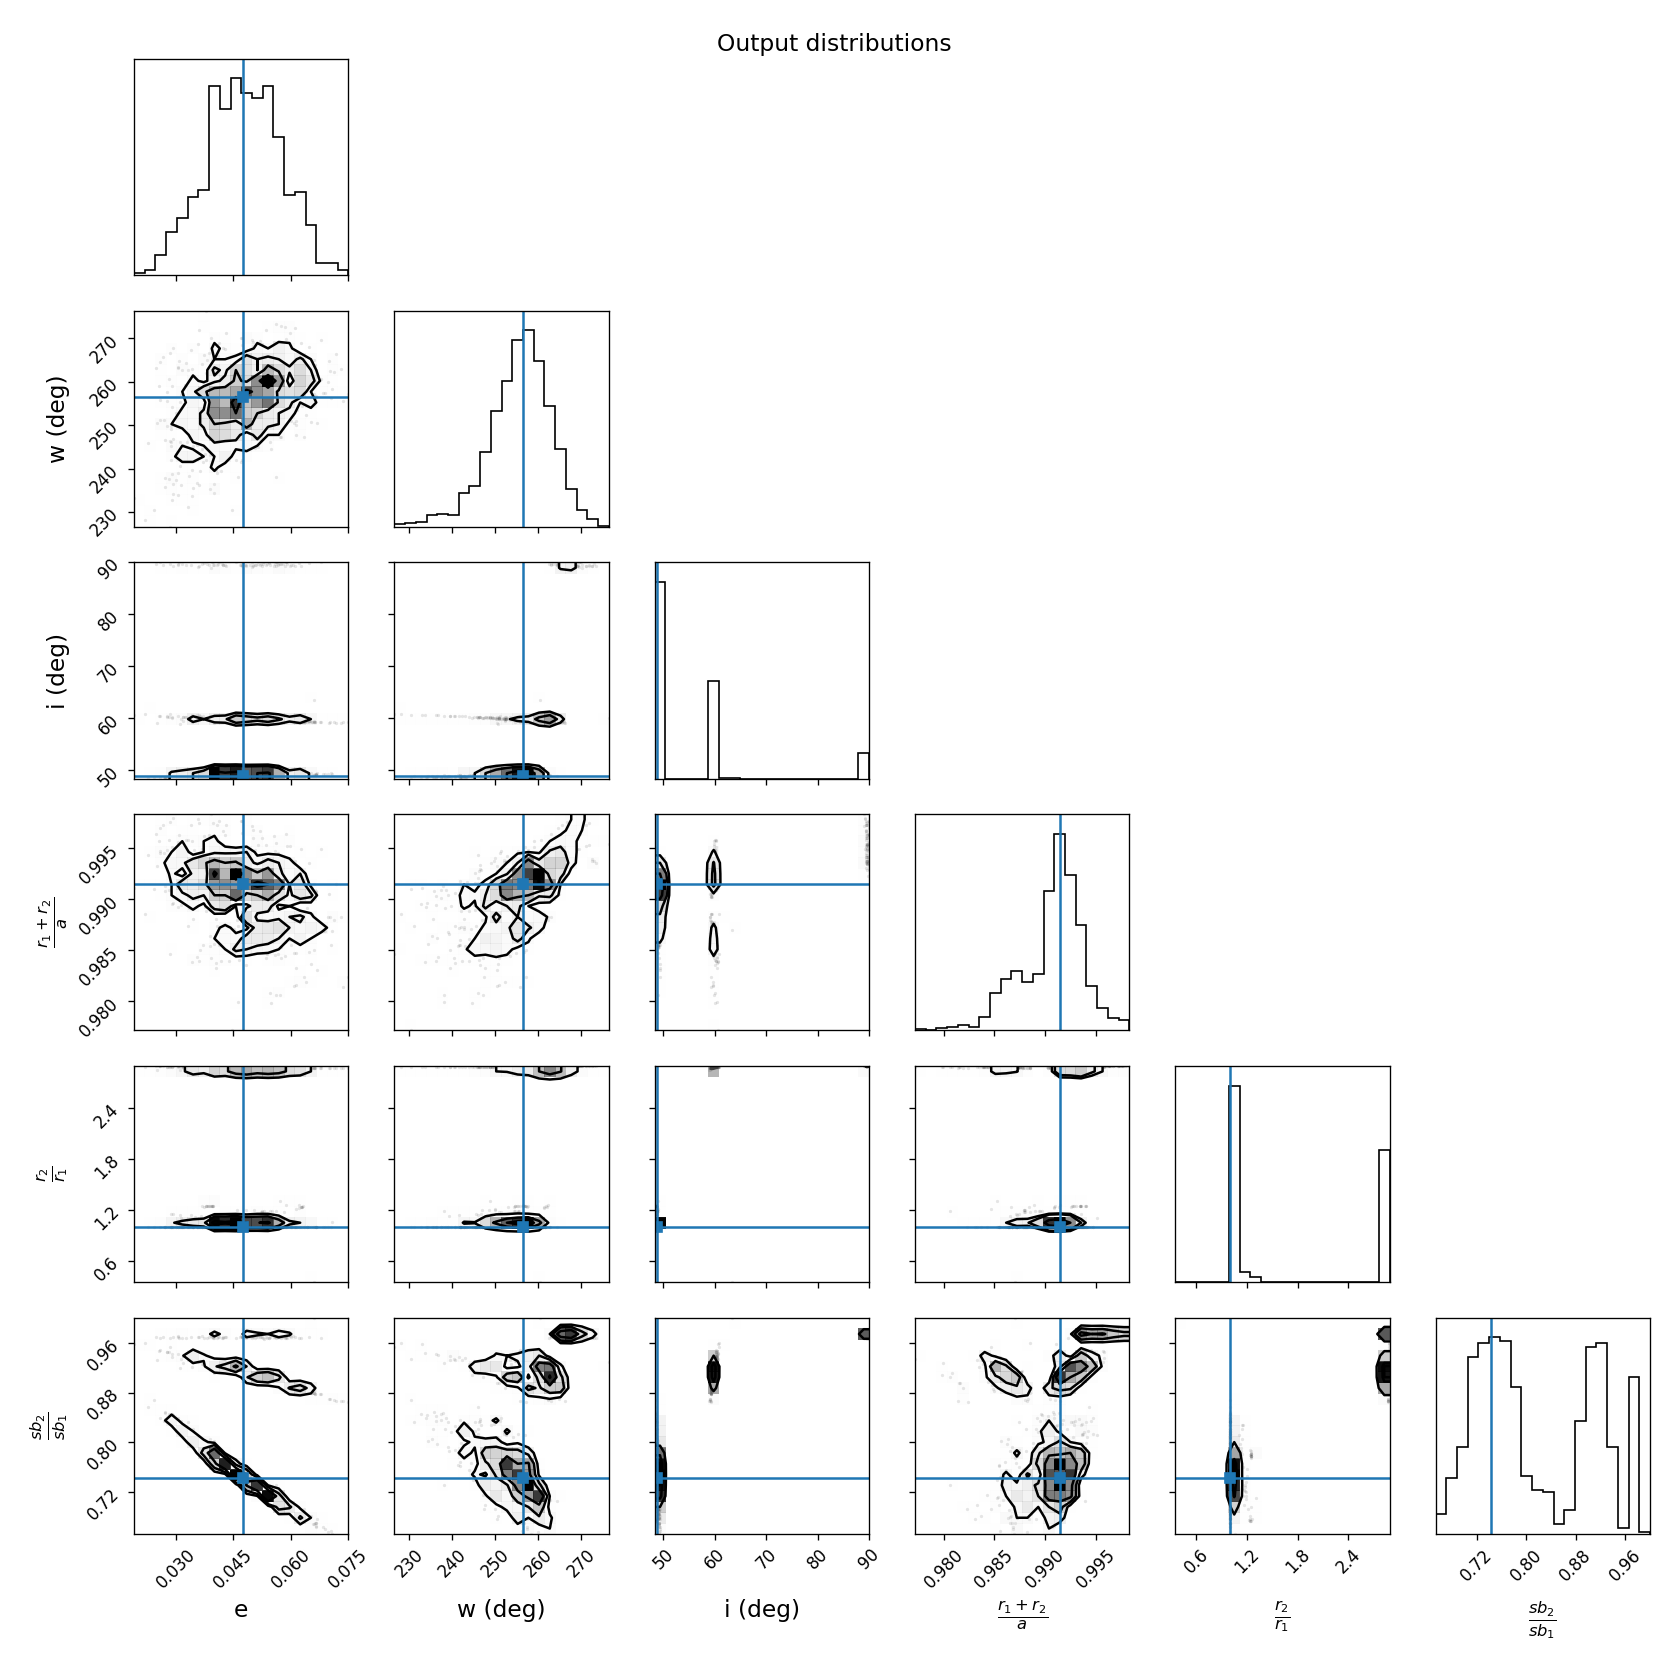 Output distributions
270
260
250
240
230
w (deg)
90
80
70
60
50
i (deg)
0.995
0.990
0.985
0.980
r₁ + r₂
a
2.4
1.8
1.2
0.6
r₂
r₁
0.96
0.88
0.80
0.72
sb₂
sb₁
0.030 0.045 0.060 0.075 230 240 250 260 270 50 60 70 80 90 0.980 0.985 0.990 0.995 0.6 1.2 1.8 2.4 0.72 0.80 0.88 0.96
e w (deg) i (deg) r₁ + r₂ r₂ sb₂
a r₁ sb₁